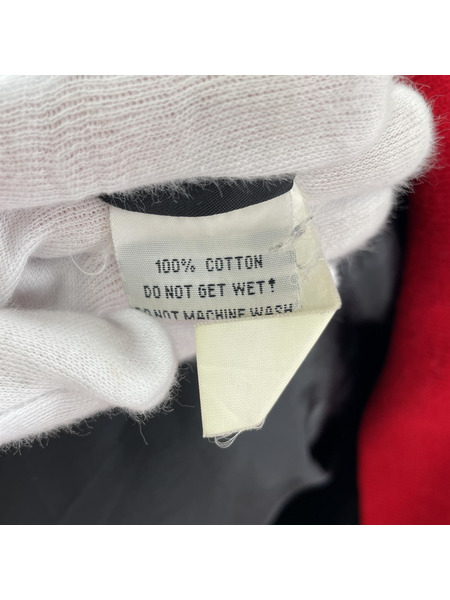 100% COTTON
DO NOT GET WET!
DO NOT MACHINE WASH